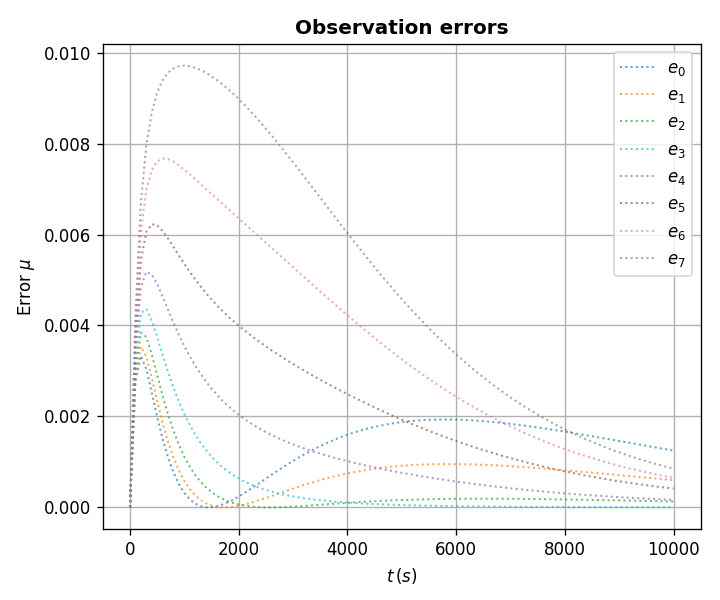 Observation errors
0.010
0.008
0.006
0.004
0.002
0.000
Error μ
e₀
e₁
e₂
e₃
e₄
e₅
e₆
e₇
0 2000 4000 6000 8000 10000
t (s)